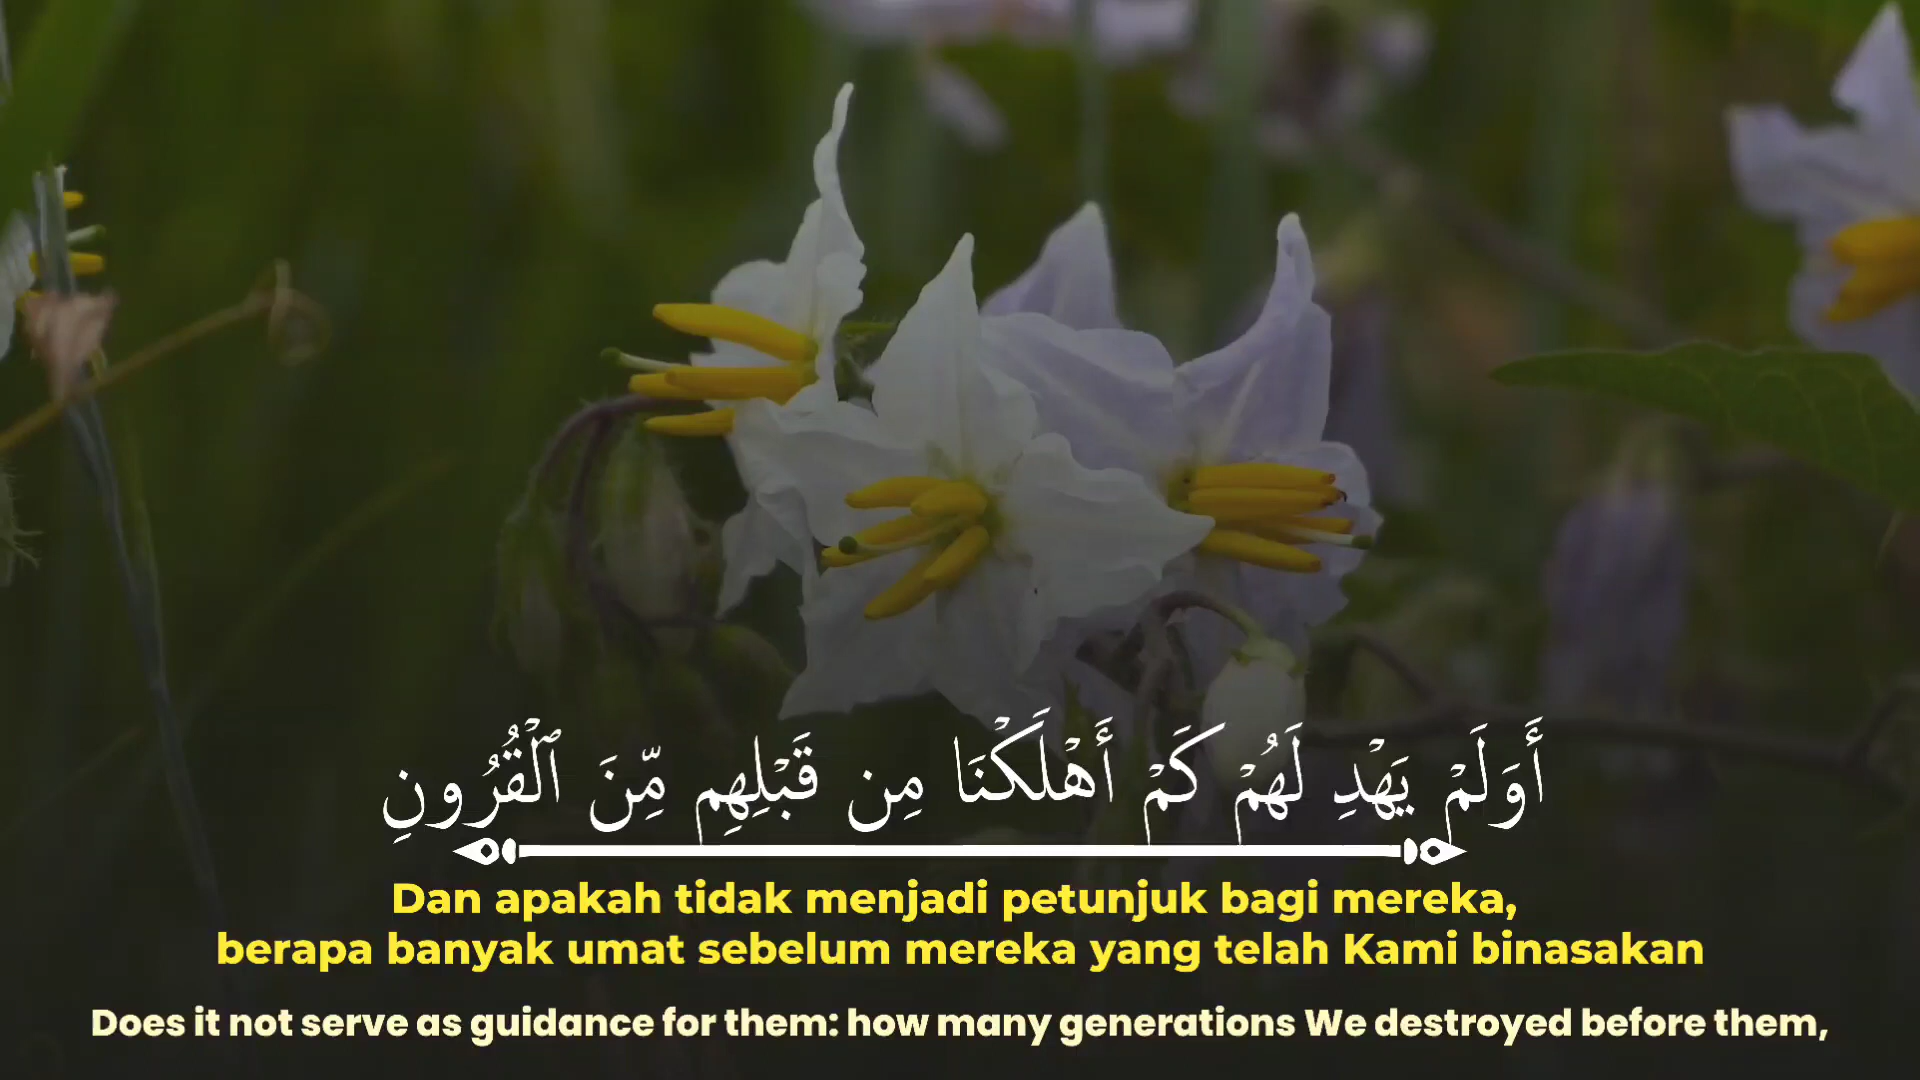 أَوَلَمْ يَهْدِ لَهُمْ كَمْ أَهْلَكْنَا مِن قَبْلِهِم مِّنَ ٱلْقُرُونِ
Dan apakah tidak menjadi petunjuk bagi mereka,
berapa banyak umat sebelum mereka yang telah Kami binasakan
Does it not serve as guidance for them: how many generations We destroyed before them,